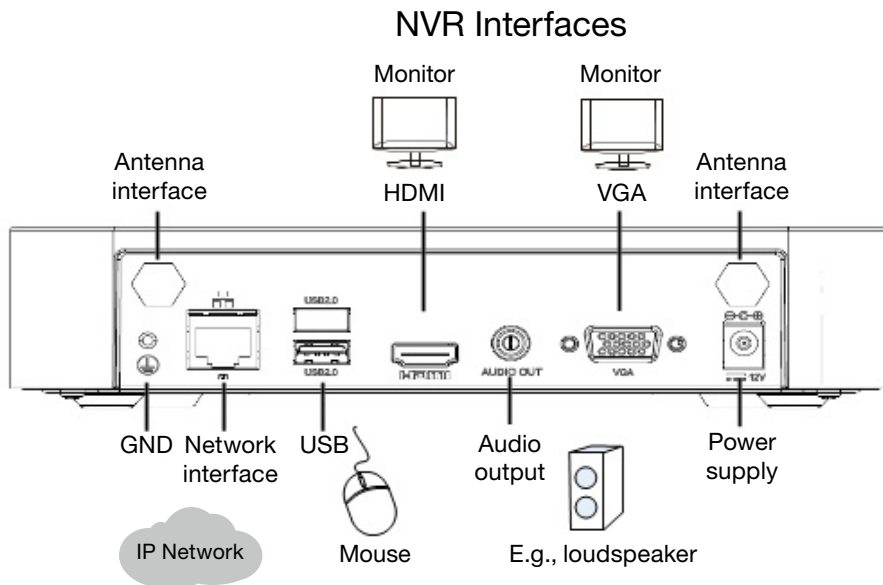 NVR Interfaces
Monitor
Monitor
Antenna
interface
HDMI
VGA
Antenna
interface
USB2.0
USB2.0
HDMI
AUDIO OUT
VGA
12V
GND
Network
interface
USB
Audio
output
Power
supply
IP Network
Mouse
E.g., loudspeaker